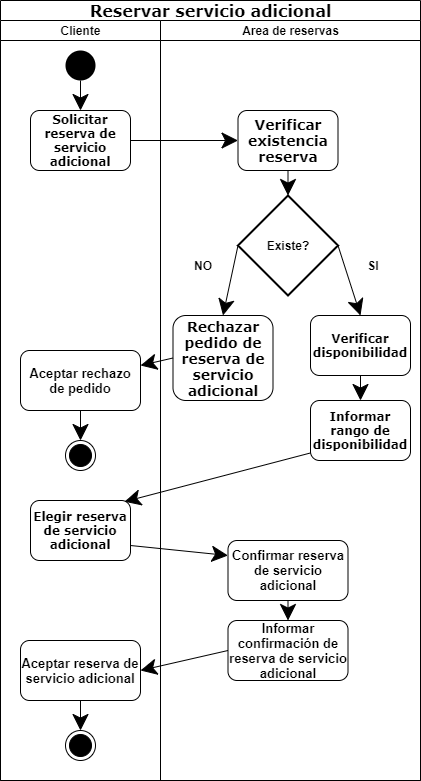 Reservar servicio adicional
Cliente
Area de reservas
Solicitar
reserva de
servicio
adicional
Verificar
existencia
reserva
Existe?
NO
SI
Rechazar
pedido de
reserva de
servicio
adicional
Verificar
disponibilidad
Aceptar rechazo
de pedido
Informar
rango de
disponibilidad
Elegir reserva
de servicio
adicional
Confirmar reserva
de servicio
adicional
Informar
confirmación de
reserva de servicio
adicional
Aceptar reserva de
servicio adicional